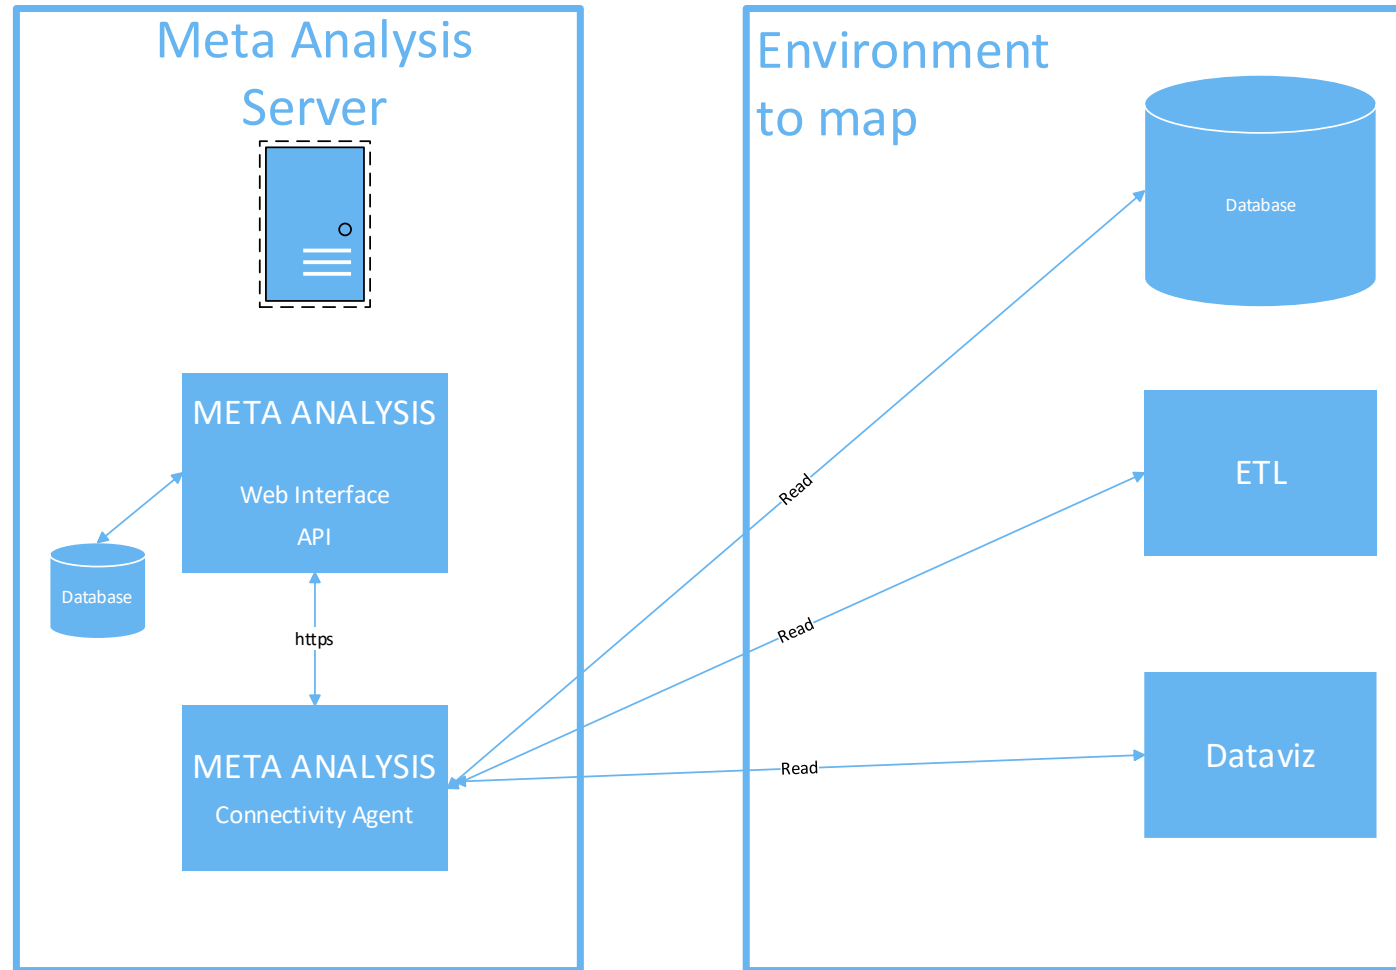 Meta Analysis
Server
META ANALYSIS
Web Interface
API
Database
https
META ANALYSIS
Connectivity Agent
Environment
to map
Database
Read
ETL
Read
Dataviz
Read